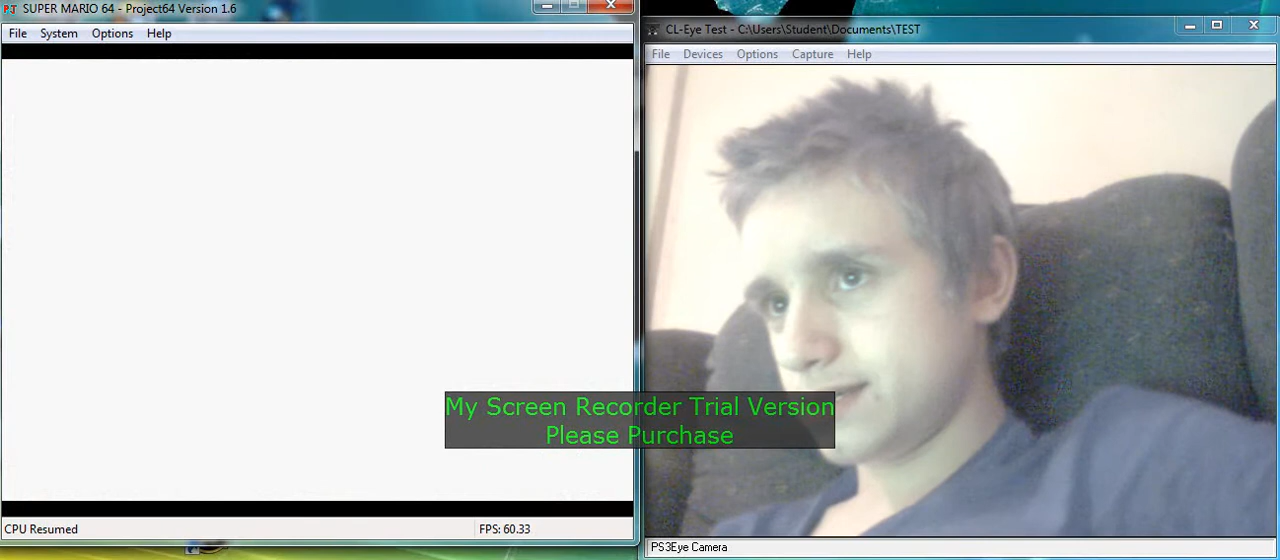 SUPER MARIO 64 - Project64 Version 1.6
File System Options Help
CPU Resumed FPS: 60.33
CL-Eye Test - C:\Users\Student\Documents\TEST
File Devices Options Capture Help
PS3Eye Camera
My Screen Recorder Trial Version
Please Purchase